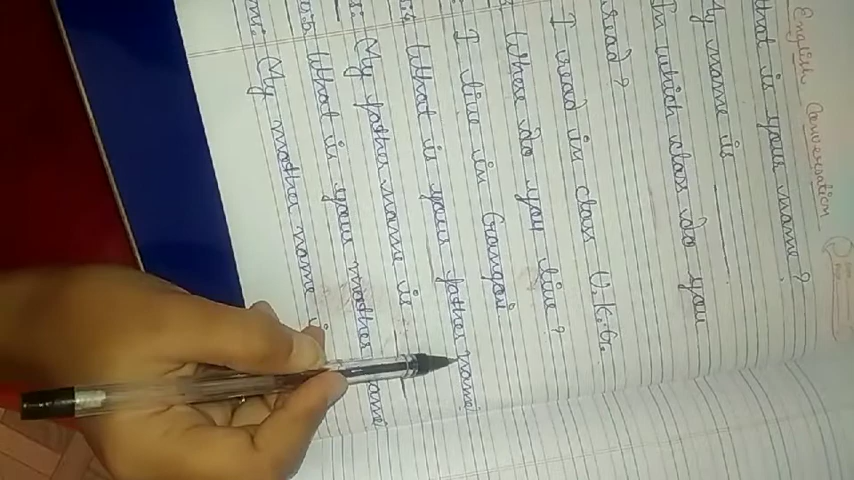 English Conversation
What is your name?
My name is
In which class do you
read?
I read in class U.K.G.
Where do you live?
I live in
What is your father name
My father name is
What is your mother name
My mother name is